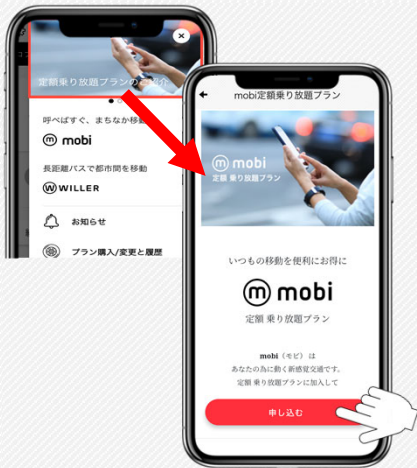 定額乗り放題プランのご紹介
呼べばすぐ、まちなか移
mobi
長距離バスで都市間を移動
WILLER
お知らせ
プラン購入/変更と履歴
mobi定額乗り放題プラン
mobi
定額 乗り放題プラン
いつもの移動を便利にお得に
mobi
定額 乗り放題プラン
mobi（モビ） は
あなたの為に動く新感覚交通です。
定額 乗り放題プランに加入して
申し込む